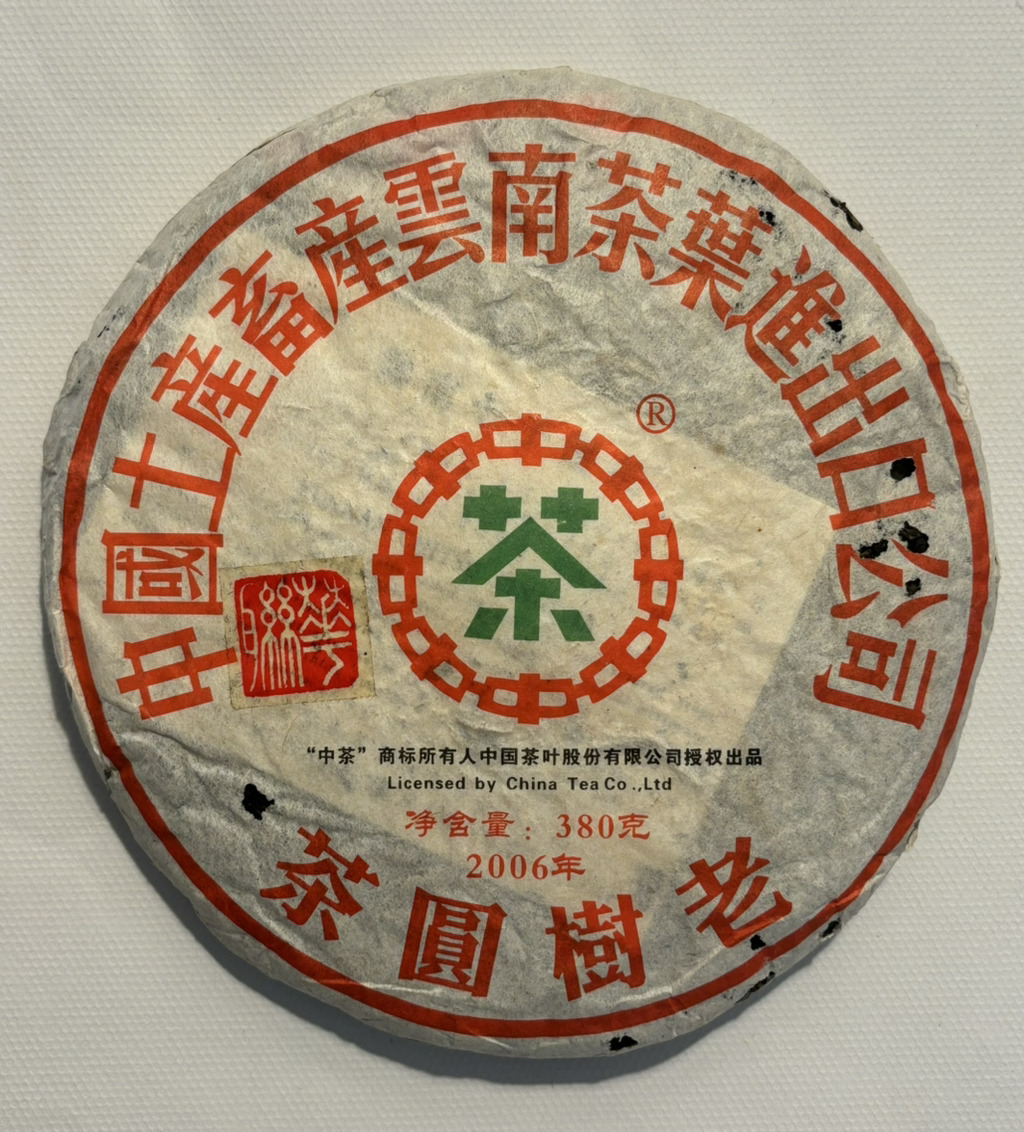 中國土産畜産雲南茶葉進出口公司
®
茶
“中茶”商标所有人中国茶叶股份有限公司授权出品
Licensed by China Tea Co .,Ltd
净含量：380克
2006年
老樹圓茶